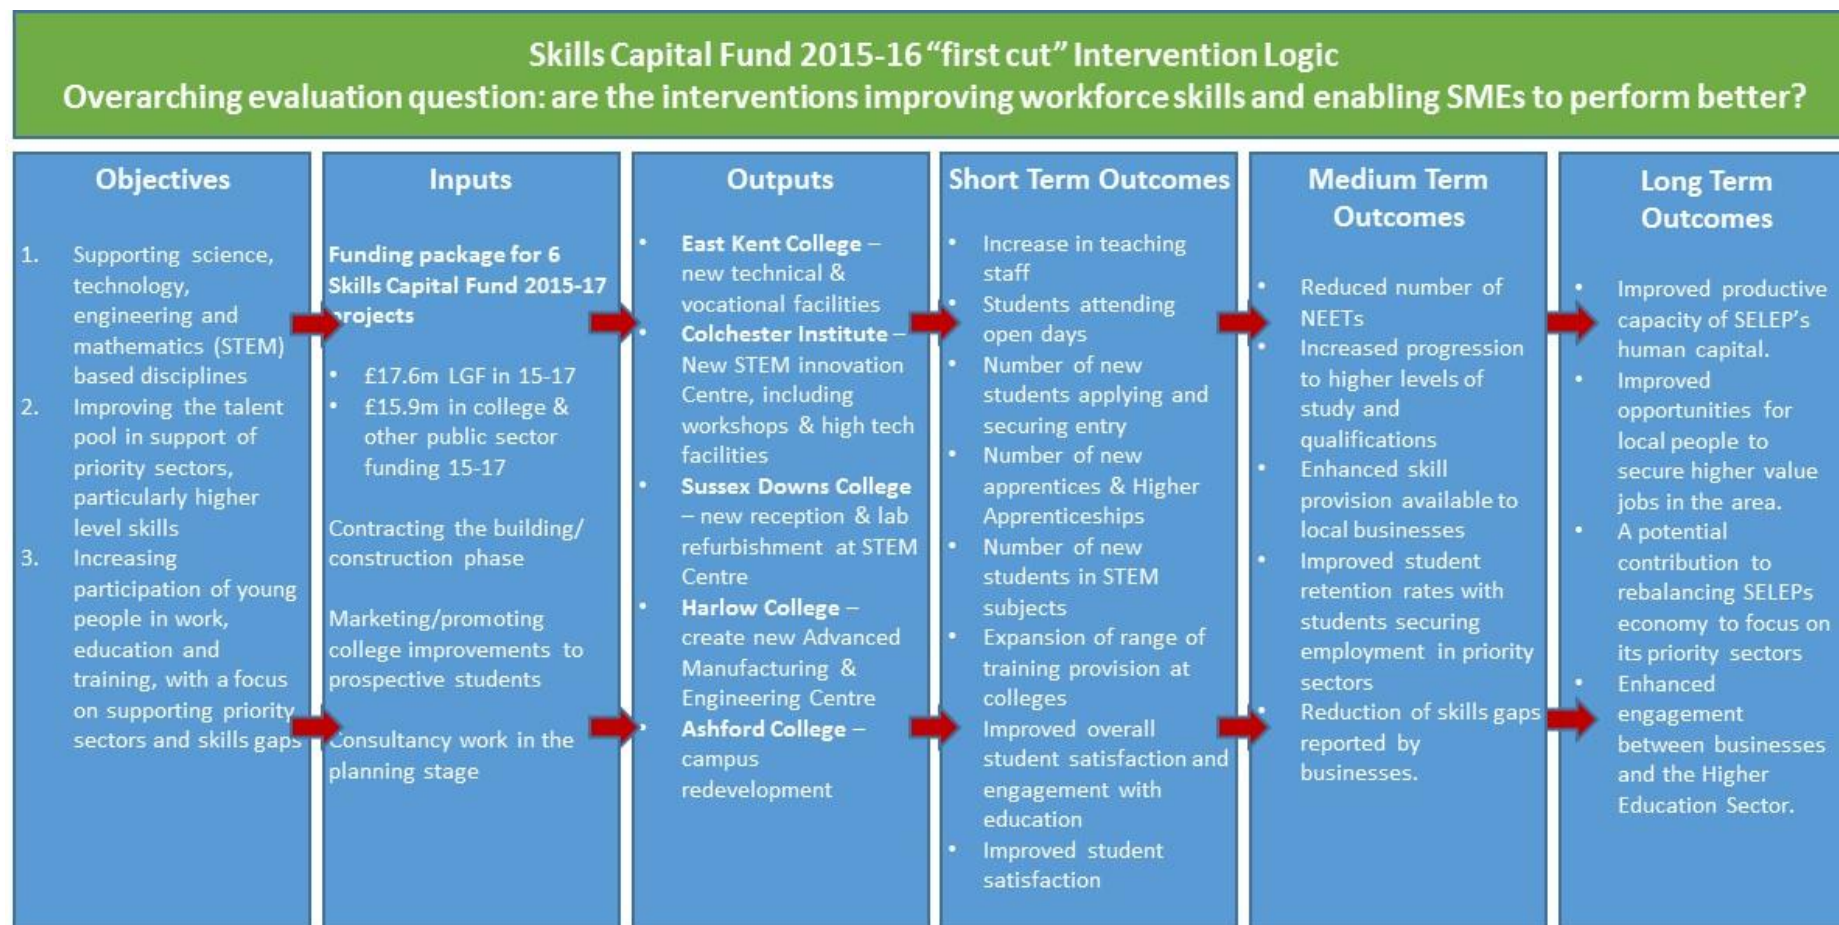 Skills Capital Fund 2015-16 “first cut” Intervention Logic
Overarching evaluation question: are the interventions improving workforce skills and enabling SMEs to perform better?
Objectives
1. Supporting science,
technology,
engineering and
mathematics (STEM)
based disciplines
2. Improving the talent
pool in support of
priority sectors,
particularly higher
level skills
3. Increasing
participation of young
people in work,
education and
training, with a focus
on supporting priority
sectors and skills gaps
Inputs
Funding package for 6
Skills Capital Fund 2015-17
projects
• £17.6m LGF in 15-17
• £15.9m in college &
other public sector
funding 15-17
Contracting the building/
construction phase
Marketing/promoting
college improvements to
prospective students
Consultancy work in the
planning stage
Outputs
• East Kent College –
new technical &
vocational facilities
• Colchester Institute –
New STEM innovation
Centre, including
workshops & high tech
facilities
• Sussex Downs College
– new reception & lab
refurbishment at STEM
Centre
• Harlow College –
create new Advanced
Manufacturing &
Engineering Centre
• Ashford College –
campus
redevelopment
Short Term Outcomes
• Increase in teaching
staff
• Students attending
open days
• Number of new
students applying and
securing entry
• Number of new
apprentices & Higher
Apprenticeships
• Number of new
students in STEM
subjects
• Expansion of range of
training provision at
colleges
• Improved overall
student satisfaction and
engagement with
education
• Improved student
satisfaction
Medium Term
Outcomes
• Reduced number of
NEETs
• Increased progression
to higher levels of
study and
qualifications
• Enhanced skill
provision available to
local businesses
• Improved student
retention rates with
students securing
employment in priority
sectors
• Reduction of skills gaps
reported by
businesses.
Long Term
Outcomes
• Improved productive
capacity of SELEP’s
human capital.
• Improved
opportunities for
local people to
secure higher value
jobs in the area.
• A potential
contribution to
rebalancing SELEPs
economy to focus on
its priority sectors
• Enhanced
engagement
between businesses
and the Higher
Education Sector.